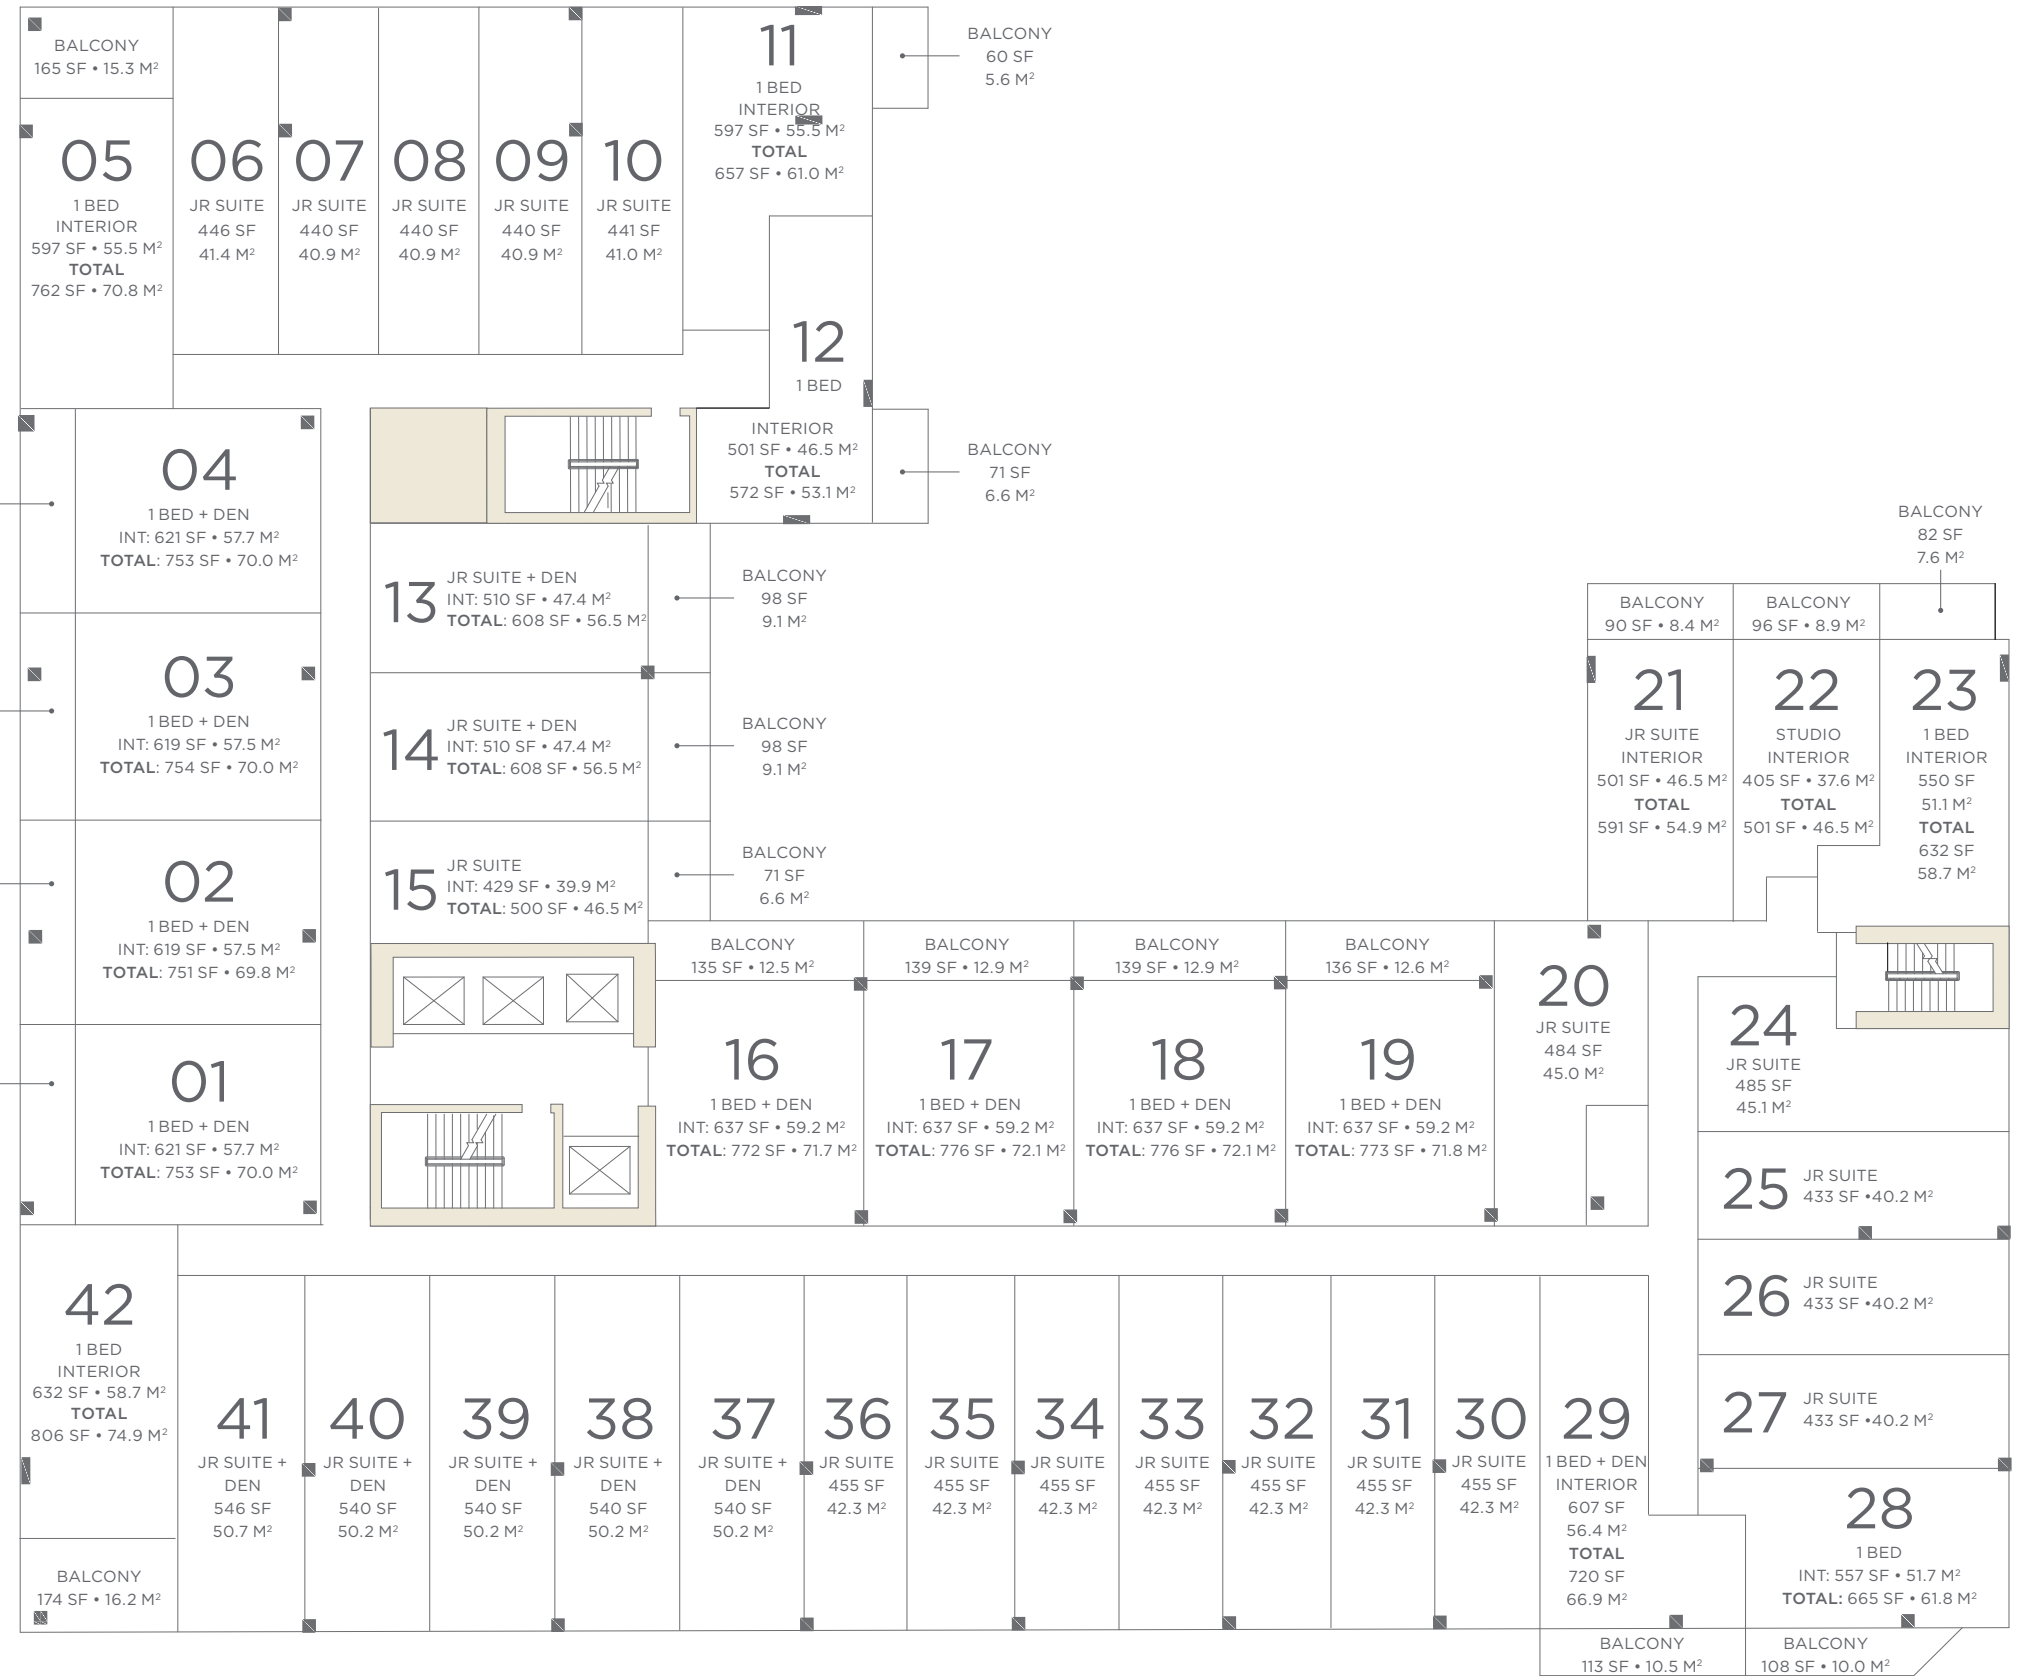 BALCONY
165 SF • 15.3 M²
05
1 BED
INTERIOR
597 SF • 55.5 M²
TOTAL
762 SF • 70.8 M²
06
JR SUITE
446 SF
41.4 M²
07
JR SUITE
440 SF
40.9 M²
08
JR SUITE
440 SF
40.9 M²
09
JR SUITE
440 SF
40.9 M²
10
JR SUITE
441 SF
41.0 M²
11
1 BED
INTERIOR
597 SF • 55.5 M²
TOTAL
657 SF • 61.0 M²
BALCONY
60 SF
5.6 M²
12
1 BED
INTERIOR
501 SF • 46.5 M²
TOTAL
572 SF • 53.1 M²
BALCONY
71 SF
6.6 M²
04
1 BED + DEN
INT: 621 SF • 57.7 M²
TOTAL: 753 SF • 70.0 M²
03
1 BED + DEN
INT: 619 SF • 57.5 M²
TOTAL: 754 SF • 70.0 M²
02
1 BED + DEN
INT: 619 SF • 57.5 M²
TOTAL: 751 SF • 69.8 M²
01
1 BED + DEN
INT: 621 SF • 57.7 M²
TOTAL: 753 SF • 70.0 M²
13
JR SUITE + DEN
INT: 510 SF • 47.4 M²
TOTAL: 608 SF • 56.5 M²
BALCONY
98 SF
9.1 M²
14
JR SUITE + DEN
INT: 510 SF • 47.4 M²
TOTAL: 608 SF • 56.5 M²
BALCONY
98 SF
9.1 M²
15
JR SUITE
INT: 429 SF • 39.9 M²
TOTAL: 500 SF • 46.5 M²
BALCONY
71 SF
6.6 M²
BALCONY
135 SF • 12.5 M²
16
1 BED + DEN
INT: 637 SF • 59.2 M²
TOTAL: 772 SF • 71.7 M²
BALCONY
139 SF • 12.9 M²
17
1 BED + DEN
INT: 637 SF • 59.2 M²
TOTAL: 776 SF • 72.1 M²
BALCONY
139 SF • 12.9 M²
18
1 BED + DEN
INT: 637 SF • 59.2 M²
TOTAL: 776 SF • 72.1 M²
BALCONY
136 SF • 12.6 M²
19
1 BED + DEN
INT: 637 SF • 59.2 M²
TOTAL: 773 SF • 71.8 M²
20
JR SUITE
484 SF
45.0 M²
BALCONY
90 SF • 8.4 M²
21
JR SUITE
INTERIOR
501 SF • 46.5 M²
TOTAL
591 SF • 54.9 M²
BALCONY
96 SF • 8.9 M²
22
STUDIO
INTERIOR
405 SF • 37.6 M²
TOTAL
501 SF • 46.5 M²
BALCONY
82 SF
7.6 M²
23
1 BED
INTERIOR
550 SF
51.1 M²
TOTAL
632 SF
58.7 M²
24
JR SUITE
485 SF
45.1 M²
25
JR SUITE
433 SF •40.2 M²
26
JR SUITE
433 SF •40.2 M²
27
JR SUITE
433 SF •40.2 M²
28
1 BED
INT: 557 SF • 51.7 M²
TOTAL: 665 SF • 61.8 M²
BALCONY
108 SF • 10.0 M²
42
1 BED
INTERIOR
632 SF • 58.7 M²
TOTAL
806 SF • 74.9 M²
BALCONY
174 SF • 16.2 M²
41
JR SUITE +
DEN
546 SF
50.7 M²
40
JR SUITE +
DEN
540 SF
50.2 M²
39
JR SUITE +
DEN
540 SF
50.2 M²
38
JR SUITE +
DEN
540 SF
50.2 M²
37
JR SUITE +
DEN
540 SF
50.2 M²
36
JR SUITE
455 SF
42.3 M²
35
JR SUITE
455 SF
42.3 M²
34
JR SUITE
455 SF
42.3 M²
33
JR SUITE
455 SF
42.3 M²
32
JR SUITE
455 SF
42.3 M²
31
JR SUITE
455 SF
42.3 M²
30
JR SUITE
455 SF
42.3 M²
29
1 BED + DEN
INTERIOR
607 SF
56.4 M²
TOTAL
720 SF
66.9 M²
BALCONY
113 SF • 10.5 M²